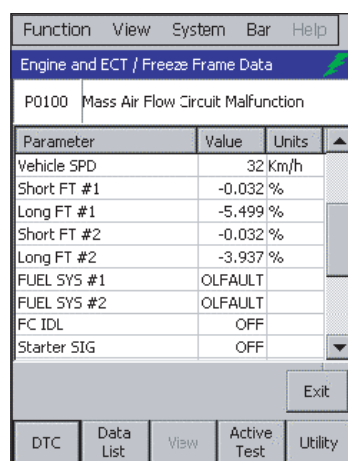 Function View System Bar Help
Engine and ECT / Freeze Frame Data
P0100 Mass Air Flow Circuit Malfunction
Parameter Value Units
Vehicle SPD 32 Km/h
Short FT #1 -0.032 %
Long FT #1 -5.499 %
Short FT #2 -0.032 %
Long FT #2 -3.937 %
FUEL SYS #1 OLFAULT
FUEL SYS #2 OLFAULT
FC IDL OFF
Starter SIG OFF
Exit
DTC Data List View Active Test Utility